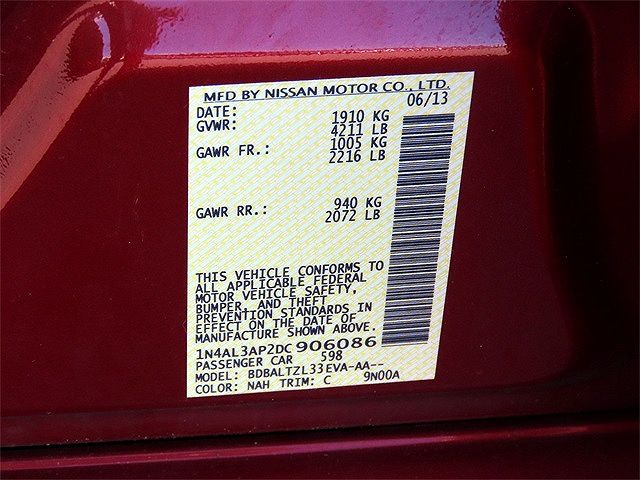 MFD BY NISSAN MOTOR CO., LTD.
DATE: 06/13
GVWR: 1910 KG
4211 LB
GAWR FR.: 1005 KG
2216 LB
GAWR RR.: 940 KG
2072 LB
THIS VEHICLE CONFORMS TO
ALL APPLICABLE FEDERAL
MOTOR VEHICLE SAFETY,
BUMPER, AND THEFT
PREVENTION STANDARDS IN
EFFECT ON THE DATE OF
MANUFACTURE SHOWN ABOVE.
1N4AL3AP2DC 906086
PASSENGER CAR 598
MODEL: BDBALTZL33EVA-AA--
COLOR: NAH TRIM: C 9N00A